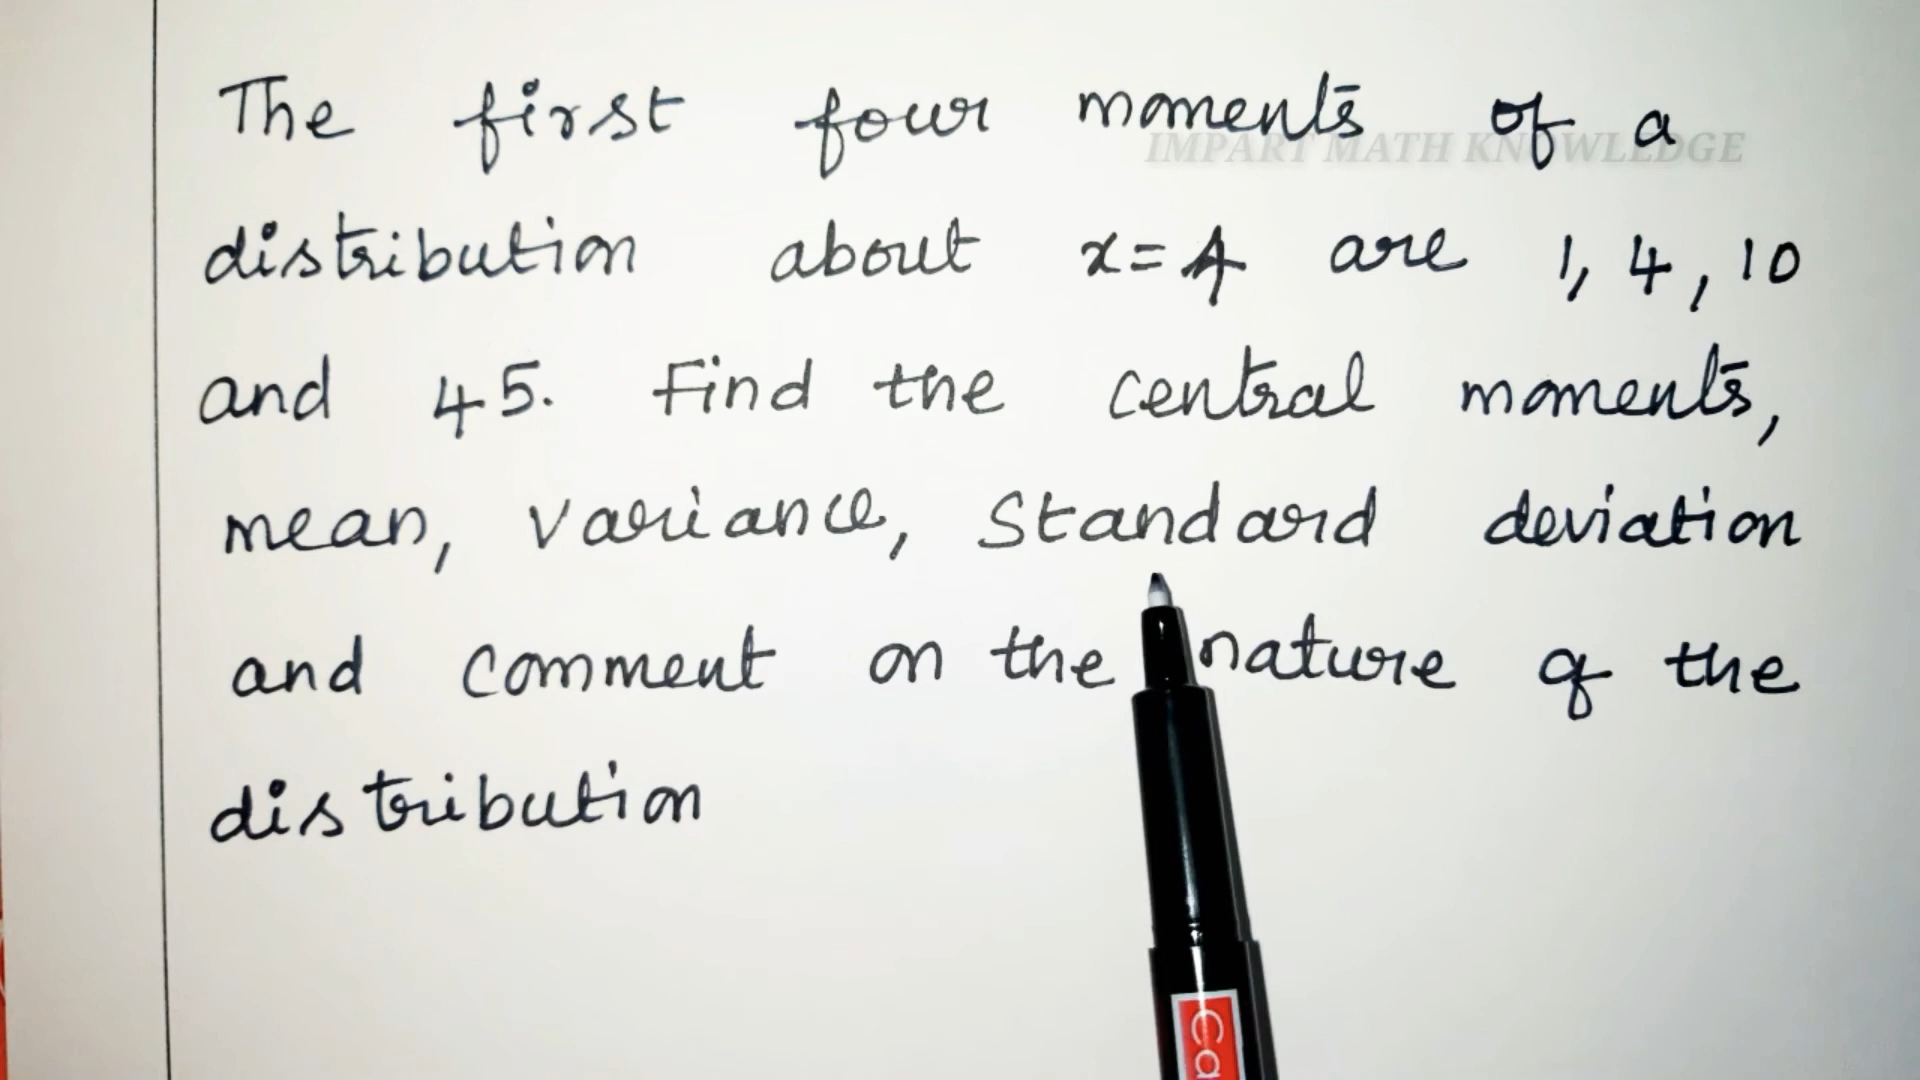 The first four moments of a
IMPART MATH KNOWLEDGE
distribution about x=4 are 1, 4, 10
and 45. Find the central moments,
mean, variance, standard deviation
and comment on the nature of the
distribution
Ca